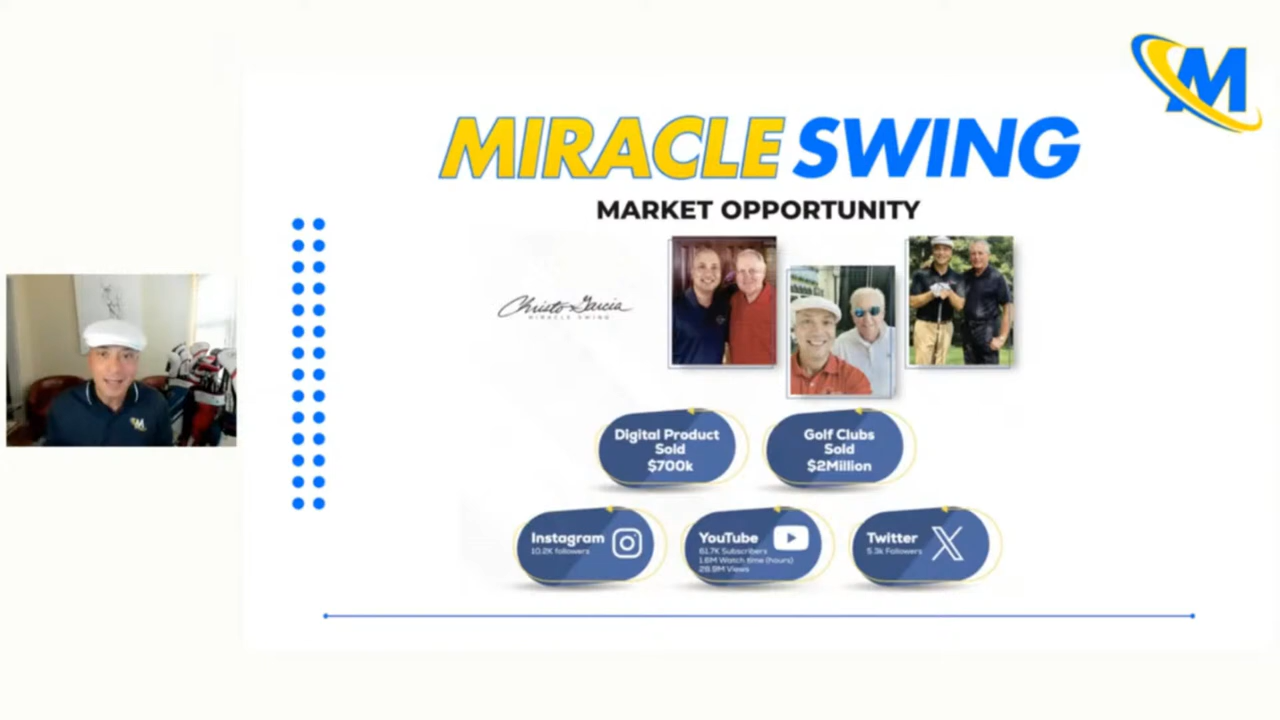 M
MIRACLE SWING
MARKET OPPORTUNITY
Christo Garcia
MIRACLE SWING
Digital Product
Sold
$700k
Golf Clubs
Sold
$2Million
Instagram
10.2K followers
YouTube
61.7K Subscribers
1.6M Watch time (hours)
28.9M Views
Twitter
5.3k Followers
M